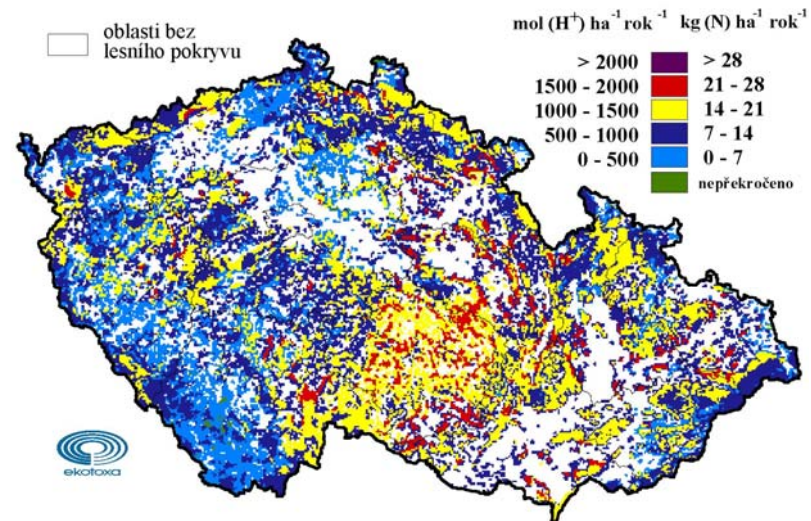 oblasti bez
lesního pokryvu
mol (H⁺) ha⁻¹ rok⁻¹ kg (N) ha⁻¹ rok⁻¹
> 2000 > 28
1500 - 2000 21 - 28
1000 - 1500 14 - 21
500 - 1000 7 - 14
0 - 500 0 - 7
nepřekročeno
ekotoxa